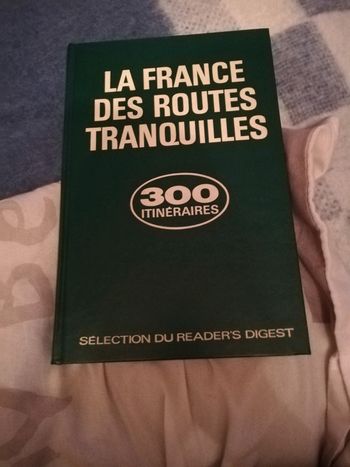 LA FRANCE
DES ROUTES
TRANQUILLES
300
ITINÉRAIRES
SÉLECTION DU READER'S DIGEST